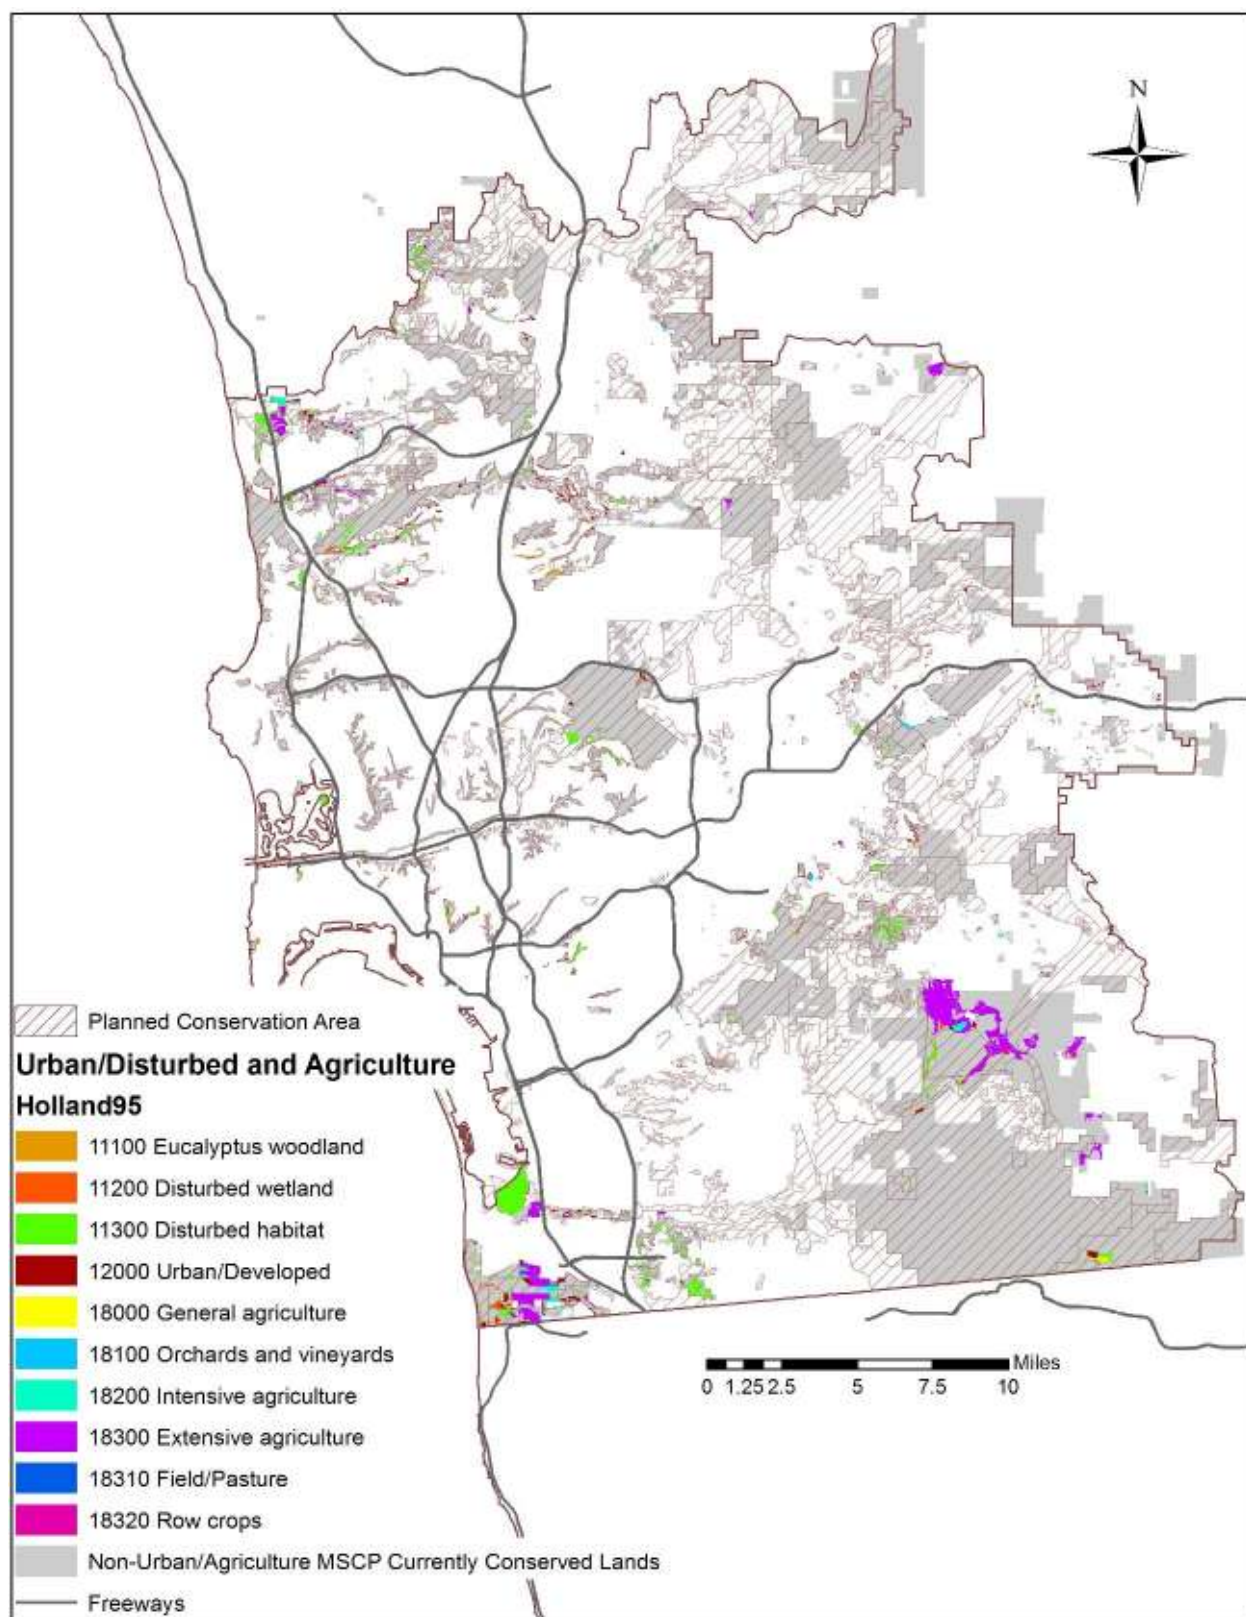 N
Planned Conservation Area
Urban/Disturbed and Agriculture
Holland95
11100 Eucalyptus woodland
11200 Disturbed wetland
11300 Disturbed habitat
12000 Urban/Developed
18000 General agriculture
18100 Orchards and vineyards
18200 Intensive agriculture
18300 Extensive agriculture
18310 Field/Pasture
18320 Row crops
Non-Urban/Agriculture MSCP Currently Conserved Lands
Freeways
Miles
0 1.25 2.5 5 7.5 10